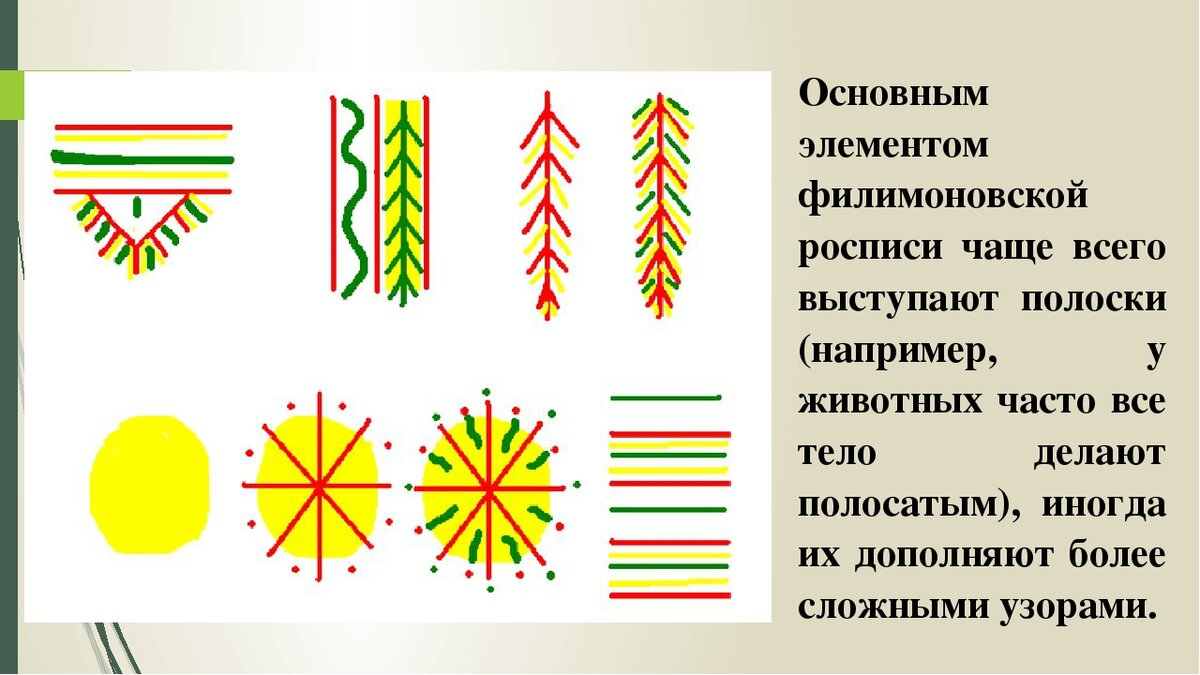 Основным
элементом
филимоновской
росписи чаще всего
выступают полоски
(например, у
животных часто все
тело делают
полосатым), иногда
их дополняют более
сложными узорами.